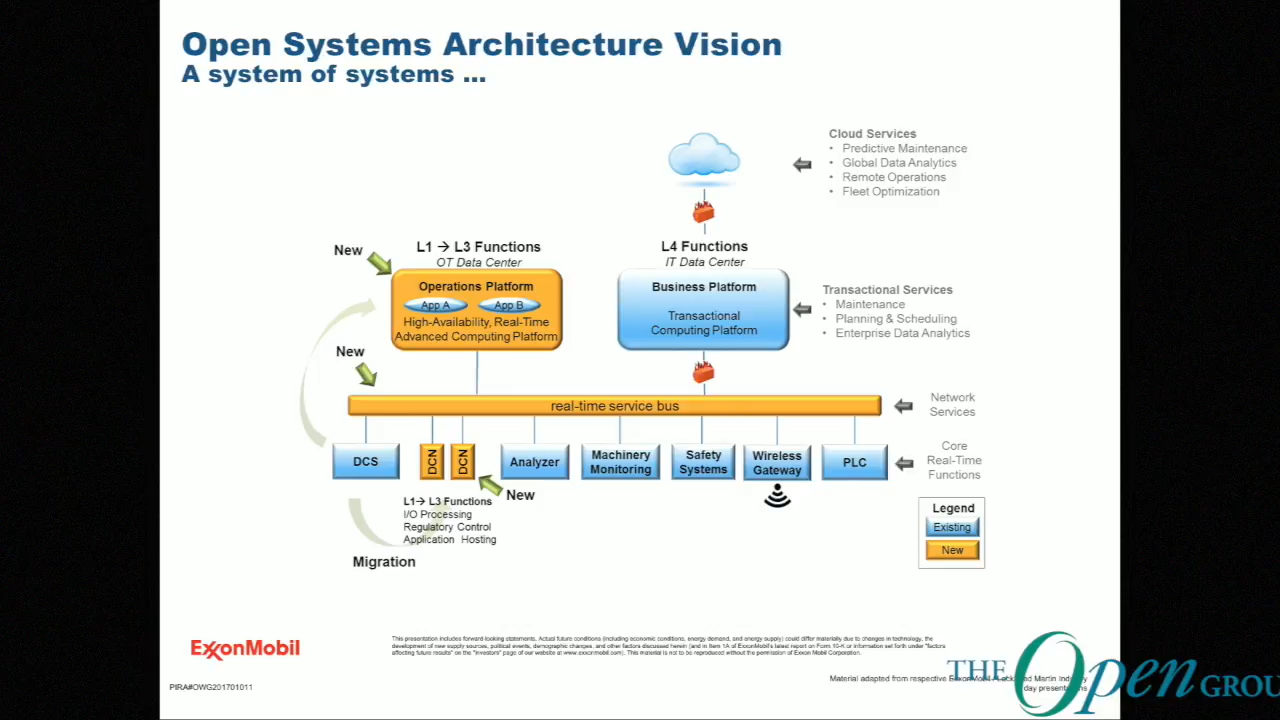 Open Systems Architecture Vision
A system of systems ...
Cloud Services
• Predictive Maintenance
• Global Data Analytics
• Remote Operations
• Fleet Optimization
New
L1 → L3 Functions
OT Data Center
L4 Functions
IT Data Center
Operations Platform
App A
App B
High-Availability, Real-Time
Advanced Computing Platform
Business Platform
Transactional
Computing Platform
Transactional Services
• Maintenance
• Planning & Scheduling
• Enterprise Data Analytics
New
real-time service bus
Network
Services
DCS
DCN
DCN
Analyzer
Machinery
Monitoring
Safety
Systems
Wireless
Gateway
PLC
Core
Real-Time
Functions
New
L1→ L3 Functions
I/O Processing
Regulatory Control
Application Hosting
Migration
Legend
Existing
New
ExxonMobil
This presentation includes forward-looking statements. Actual future conditions (including economic conditions, energy demand, and energy supply) could differ materially due to changes in technology, the
development of new supply sources, political events, demographic changes, and other factors discussed herein (and in Item 1A of ExxonMobil's latest report on Form 10-K or information set forth under "factors
affecting future results" on the "investors" page of our website at www.exxonmobil.com). This material is not to be reproduced without the permission of Exxon Mobil Corporation.
PIRA#OWG201701011
Material adapted from respective ExxonMobil
Martin
day
THE Open GROU